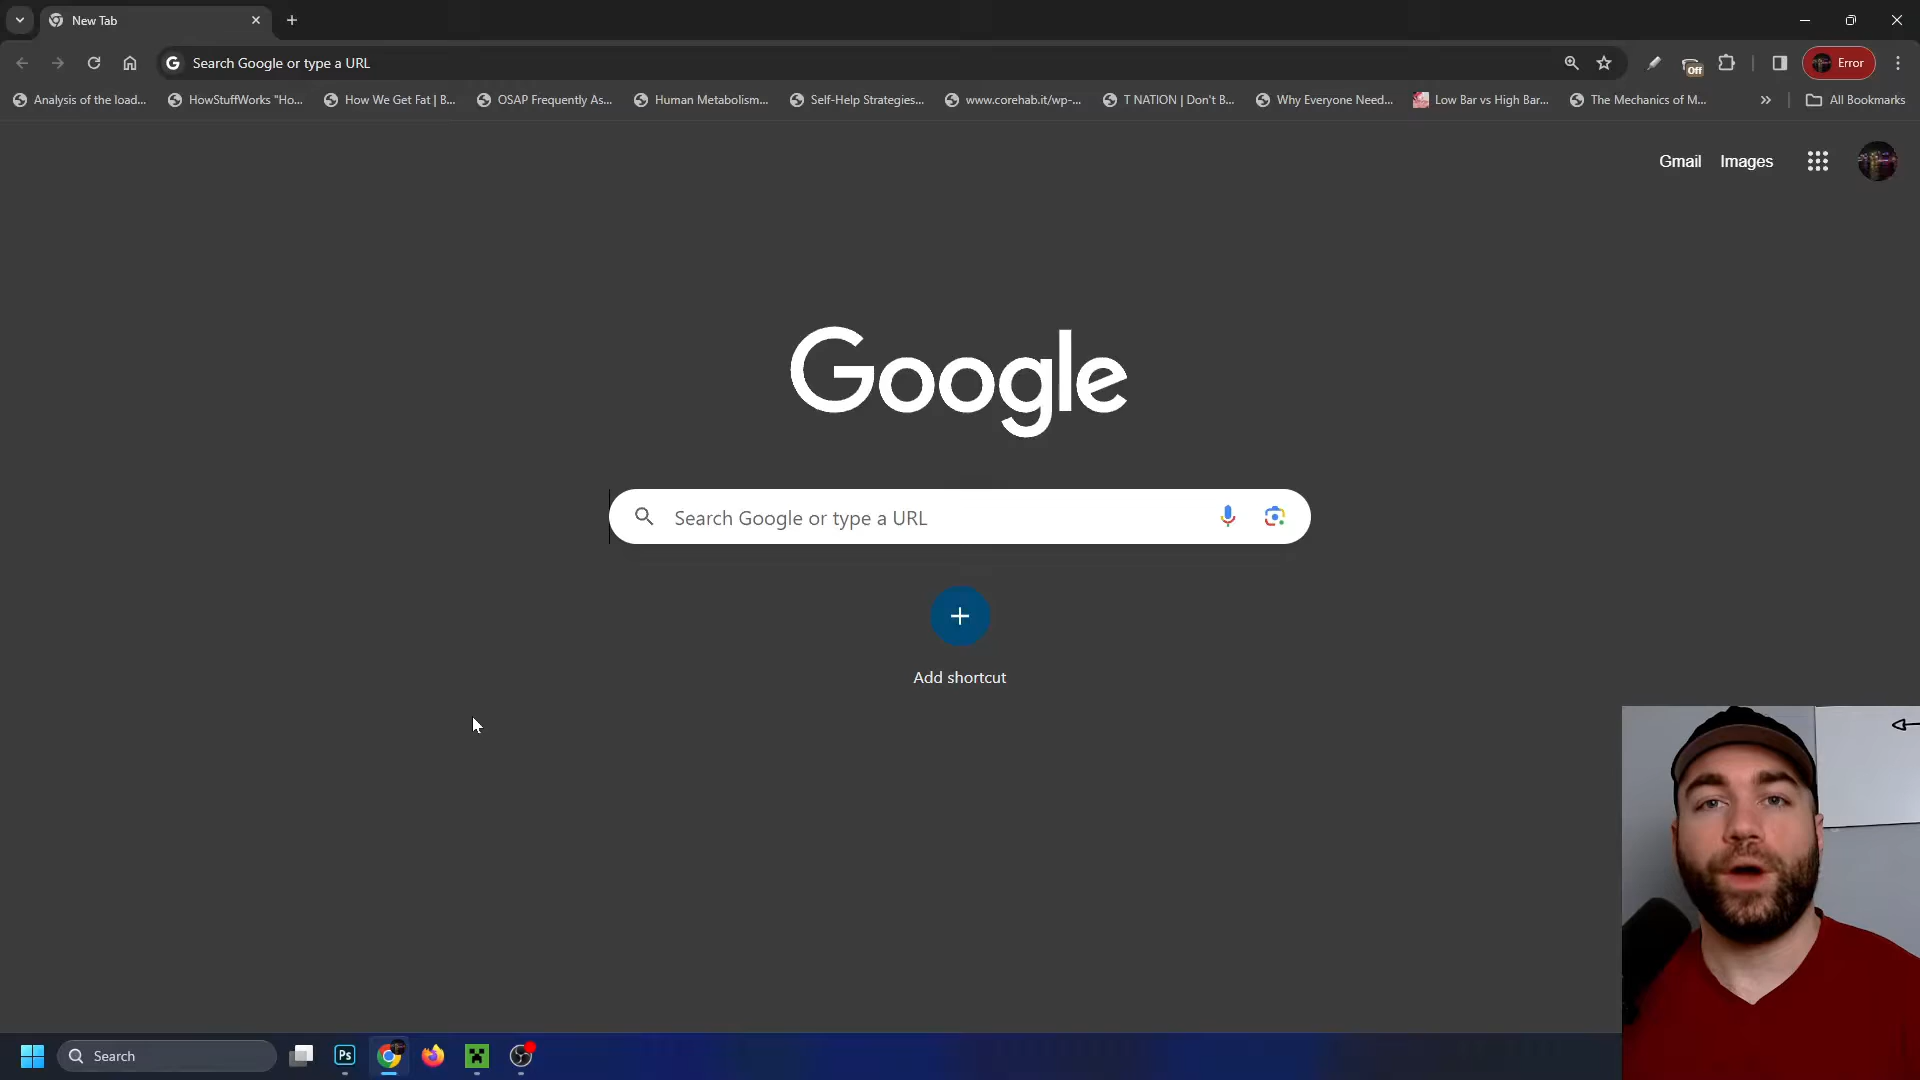 New Tab
Search Google or type a URL
Off
Error
Analysis of the load...
HowStuffWorks "Ho...
How We Get Fat | B...
OSAP Frequently As...
Human Metabolism...
Self-Help Strategies...
www.corehab.it/wp-...
T NATION | Don't B...
Why Everyone Need...
Low Bar vs High Bar...
The Mechanics of M...
All Bookmarks
Gmail
Images
Google
Search Google or type a URL
Add shortcut
Search
Ps